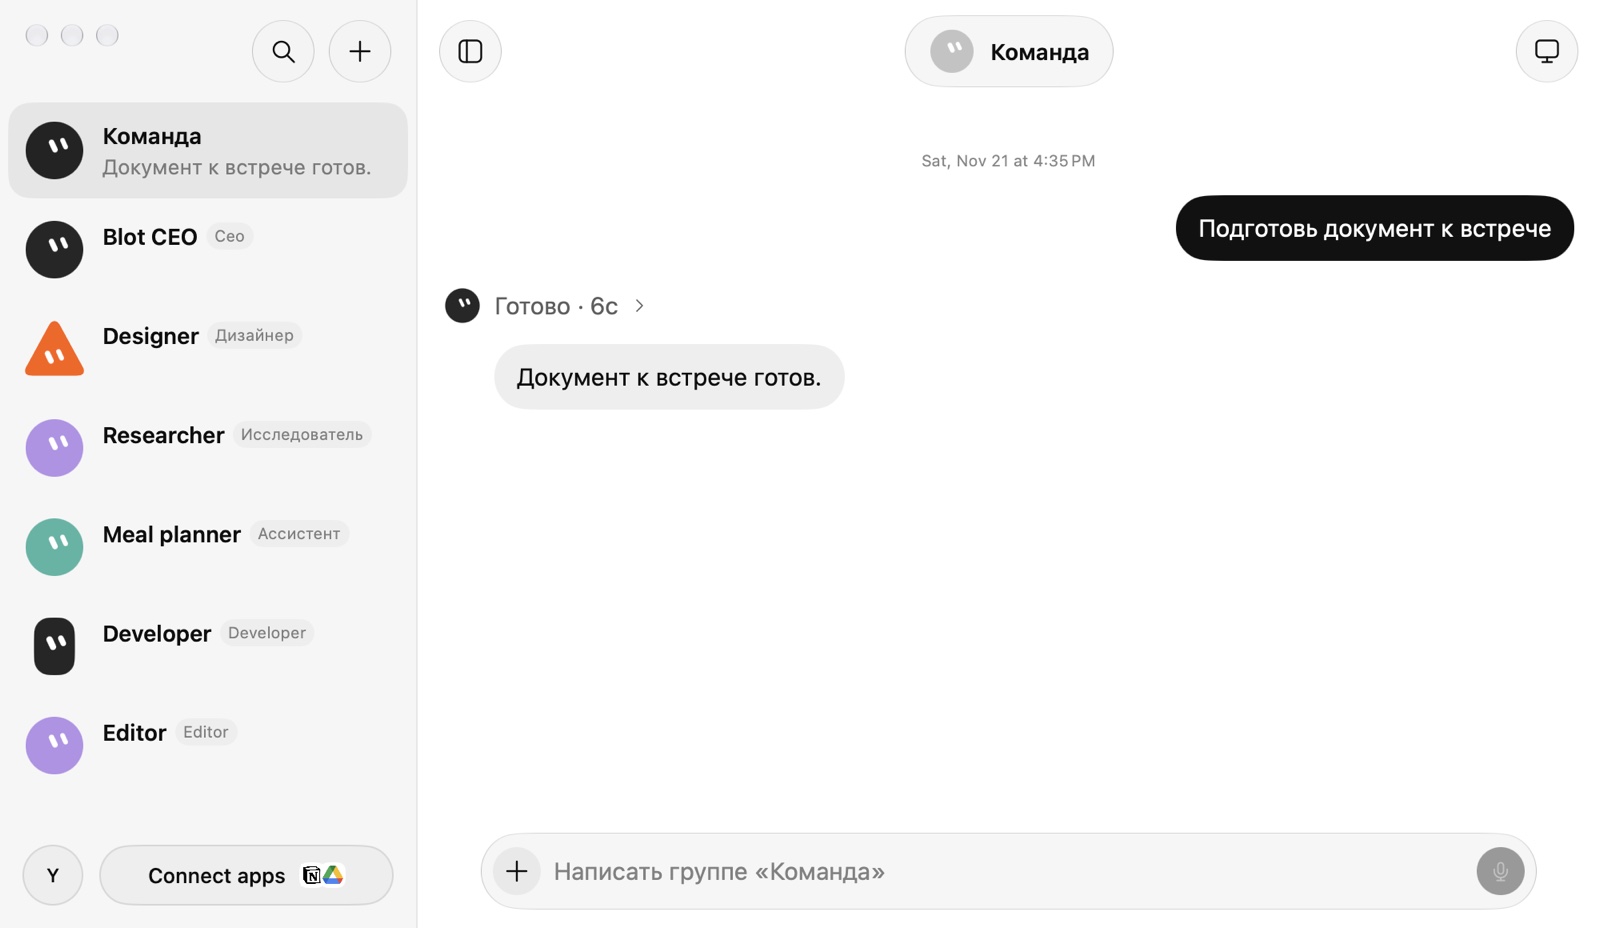 Команда
Документ к встрече готов.
Blot CEO Ceo
Designer Дизайнер
Researcher Исследователь
Meal planner Ассистент
Developer Developer
Editor Editor
Y
Connect apps
Команда
Sat, Nov 21 at 4:35 PM
Подготовь документ к встрече
Готово · 6с
Документ к встрече готов.
Написать группе «Команда»